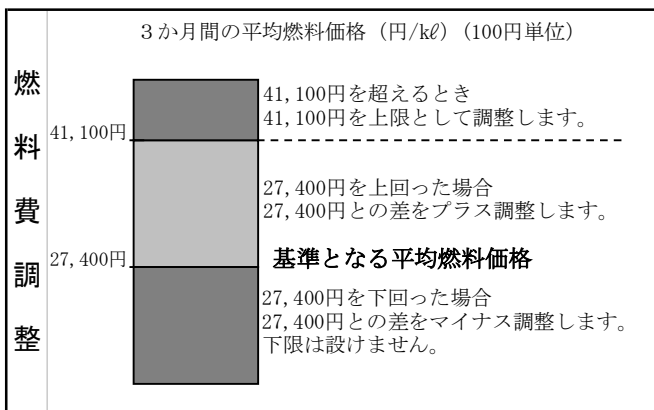 ３か月間の平均燃料価格（円/kℓ）（100円単位）
燃料費調整
41,100円を超えるとき
41,100円を上限として調整します。
41,100円
27,400円を上回った場合
27,400円との差をプラス調整します。
27,400円
基準となる平均燃料価格
27,400円を下回った場合
27,400円との差をマイナス調整します。
下限は設けません。